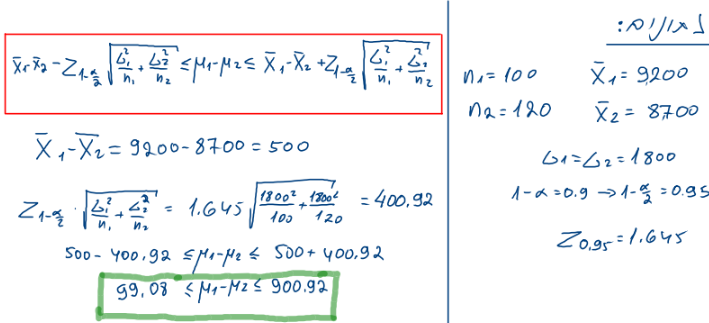 נתונים:
n₁=100 X̄₁=9200
n₂=120 X̄₂=8700
σ₁=σ₂=1800
1-α=0.9 →1-α/2=0.95
Z₀.₉₅=1.645
X̄₁-X̄₂ - Z₁₋α/2 √(σ₁²/n₁ + σ₂²/n₂) ≤ μ₁-μ₂ ≤ X̄₁-X̄₂ + Z₁₋α/2 √(σ₁²/n₁ + σ₂²/n₂)
X̄₁-X̄₂ = 9200-8700 = 500
Z₁₋α/2 · √(σ₁²/n₁ + σ₂²/n₂) = 1.645 √(1800²/100 + 1800²/120) = 400.92
500-400.92 ≤ μ₁-μ₂ ≤ 500+400.92
99.08 ≤ μ₁-μ₂ ≤ 900.92